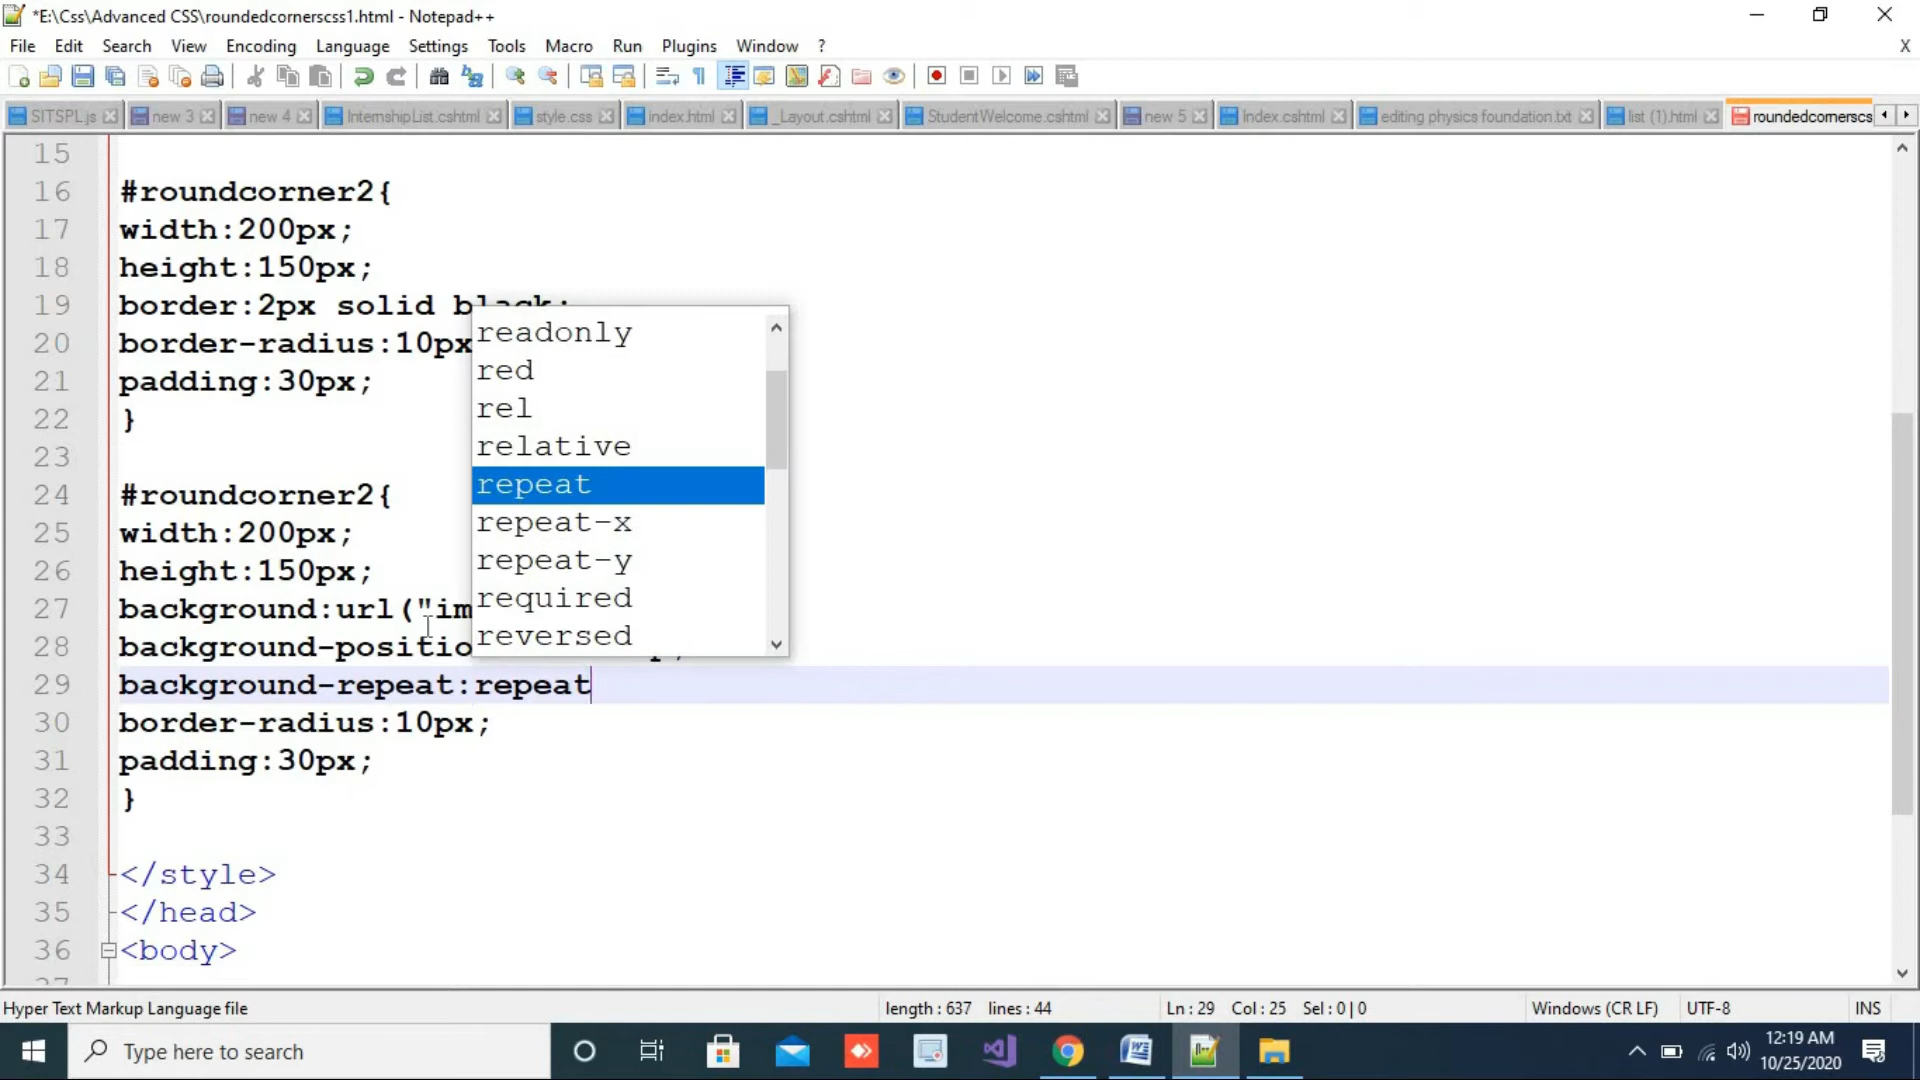 *E:\Css\Advanced CSS\roundedcornerscss1.html - Notepad++
File Edit Search View Encoding Language Settings Tools Macro Run Plugins Window ? X
SITSPL.js new 3 new 4 InternshipList.cshtml style.css index.html _Layout.cshtml StudentWelcome.cshtml new 5 Index.cshtml editing physics foundation.txt list (1).html roundedcornerscs
15
16 #roundcorner2{
17 width:200px;
18 height:150px;
19 border:2px solid black;
20 border-radius:10px
21 padding:30px;
22 }
23
24 #roundcorner2{
25 width:200px;
26 height:150px;
27 background:url("im
28 background-positio
29 background-repeat:repeat
30 border-radius:10px;
31 padding:30px;
32 }
33
34 </style>
35 </head>
36 <body>
readonly
red
rel
relative
repeat
repeat-x
repeat-y
required
reversed
Hyper Text Markup Language file length : 637 lines : 44 Ln : 29 Col : 25 Sel : 0 | 0 Windows (CR LF) UTF-8 INS
Type here to search
12:19 AM
10/25/2020